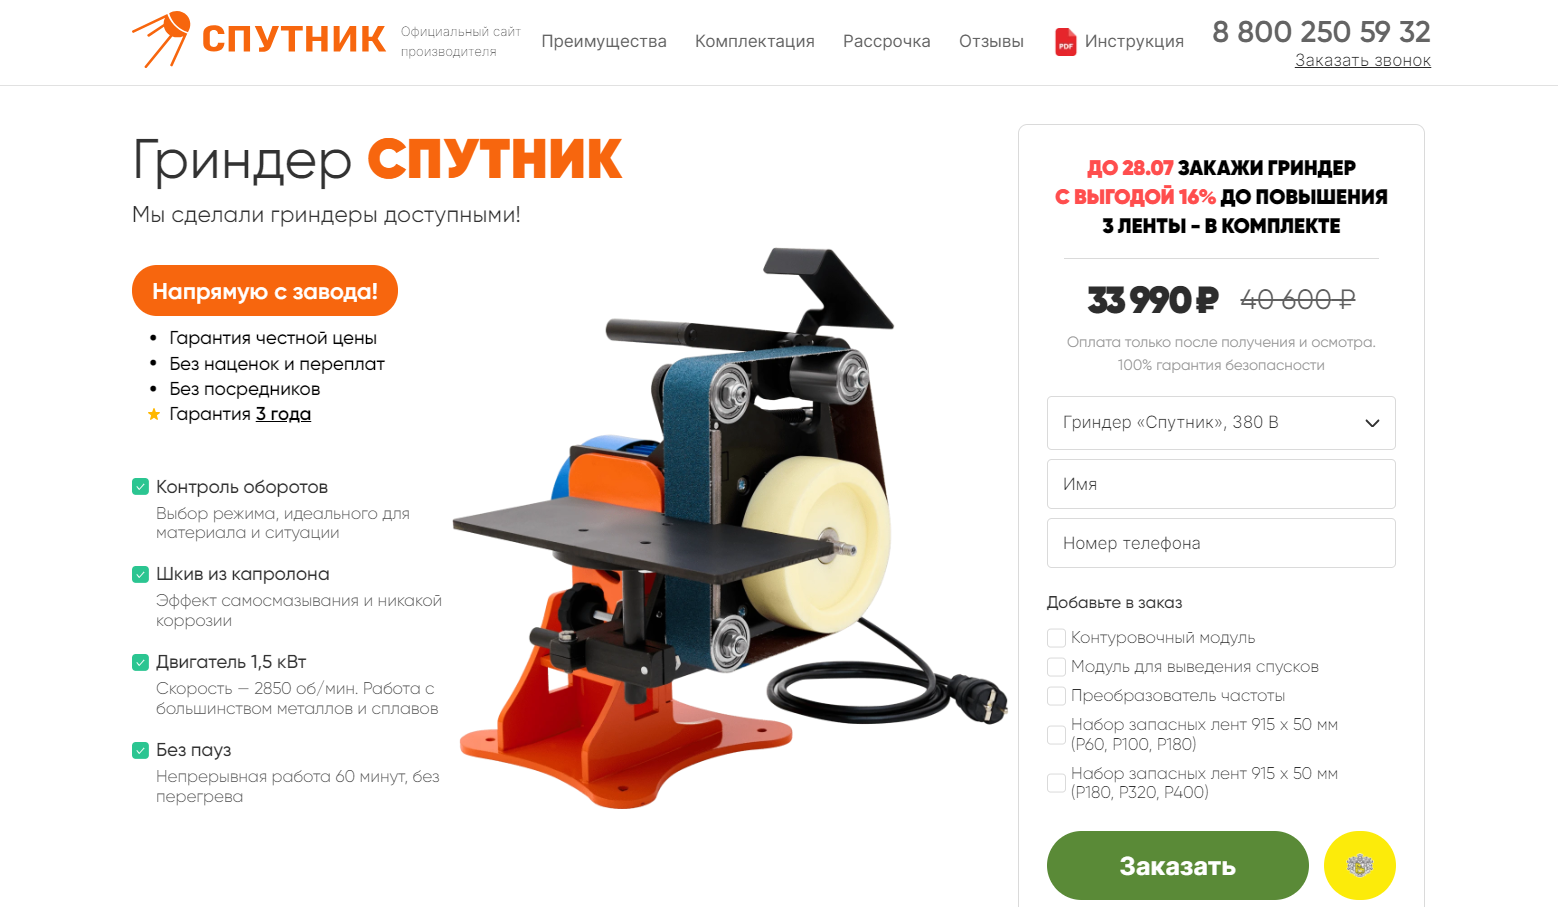 СПУТНИК
Официальный сайт
производителя
Преимущества
Комплектация
Рассрочка
Отзывы
PDF
Инструкция
8 800 250 59 32
Заказать звонок
Гриндер СПУТНИК
Мы сделали гриндеры доступными!
Напрямую с завода!
Гарантия честной цены
Без наценок и переплат
Без посредников
Гарантия 3 года
Контроль оборотов
Выбор режима, идеального для
материала и ситуации
Шкив из капролона
Эффект самосмазывания и никакой
коррозии
Двигатель 1,5 кВт
Скорость — 2850 об/мин. Работа с
большинством металлов и сплавов
Без пауз
Непрерывная работа 60 минут, без
перегрева
ДО 28.07 ЗАКАЖИ ГРИНДЕР
С ВЫГОДОЙ 16% ДО ПОВЫШЕНИЯ
3 ЛЕНТЫ - В КОМПЛЕКТЕ
33 990 ₽ 40 600 ₽
Оплата только после получения и осмотра.
100% гарантия безопасности
Гриндер «Спутник», 380 В
Имя
Номер телефона
Добавьте в заказ
Контуровочный модуль
Модуль для выведения спусков
Преобразователь частоты
Набор запасных лент 915 х 50 мм
(P60, P100, P180)
Набор запасных лент 915 х 50 мм
(P180, P320, P400)
Заказать